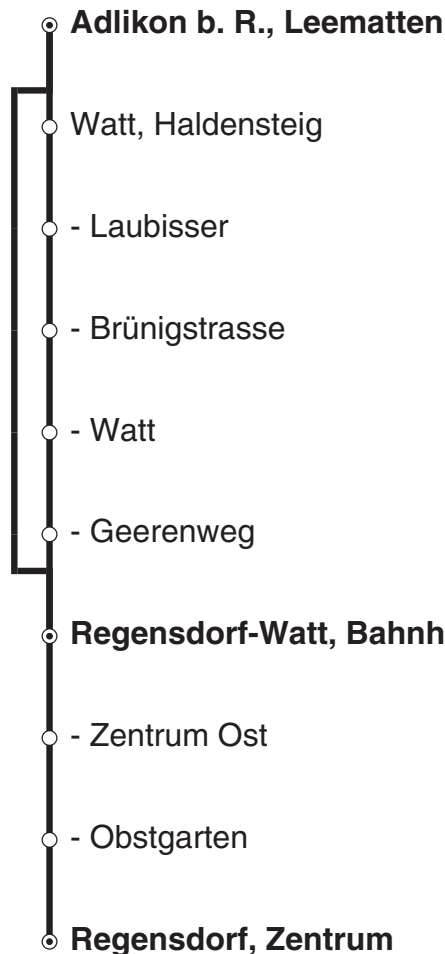 Adlikon b. R., Leematten
Watt, Haldensteig
- Laubisser
- Brünigstrasse
- Watt
- Geerenweg
Regensdorf-Watt, Bahnh
- Zentrum Ost
- Obstgarten
Regensdorf, Zentrum